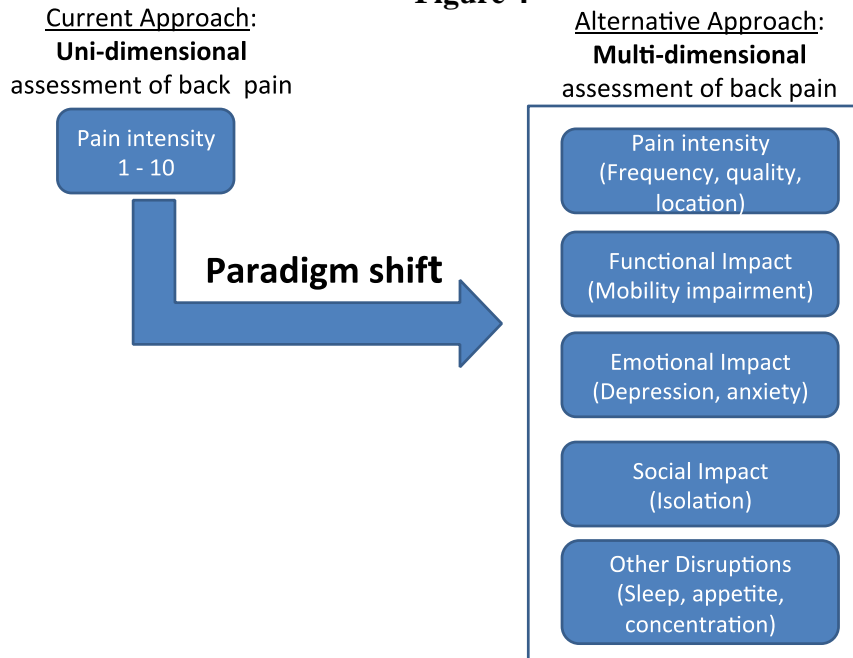 Current Approach:
Uni-dimensional
assessment of back pain
Pain intensity
1 - 10
Paradigm shift
Alternative Approach:
Multi-dimensional
assessment of back pain
Pain intensity
(Frequency, quality,
location)
Functional Impact
(Mobility impairment)
Emotional Impact
(Depression, anxiety)
Social Impact
(Isolation)
Other Disruptions
(Sleep, appetite,
concentration)